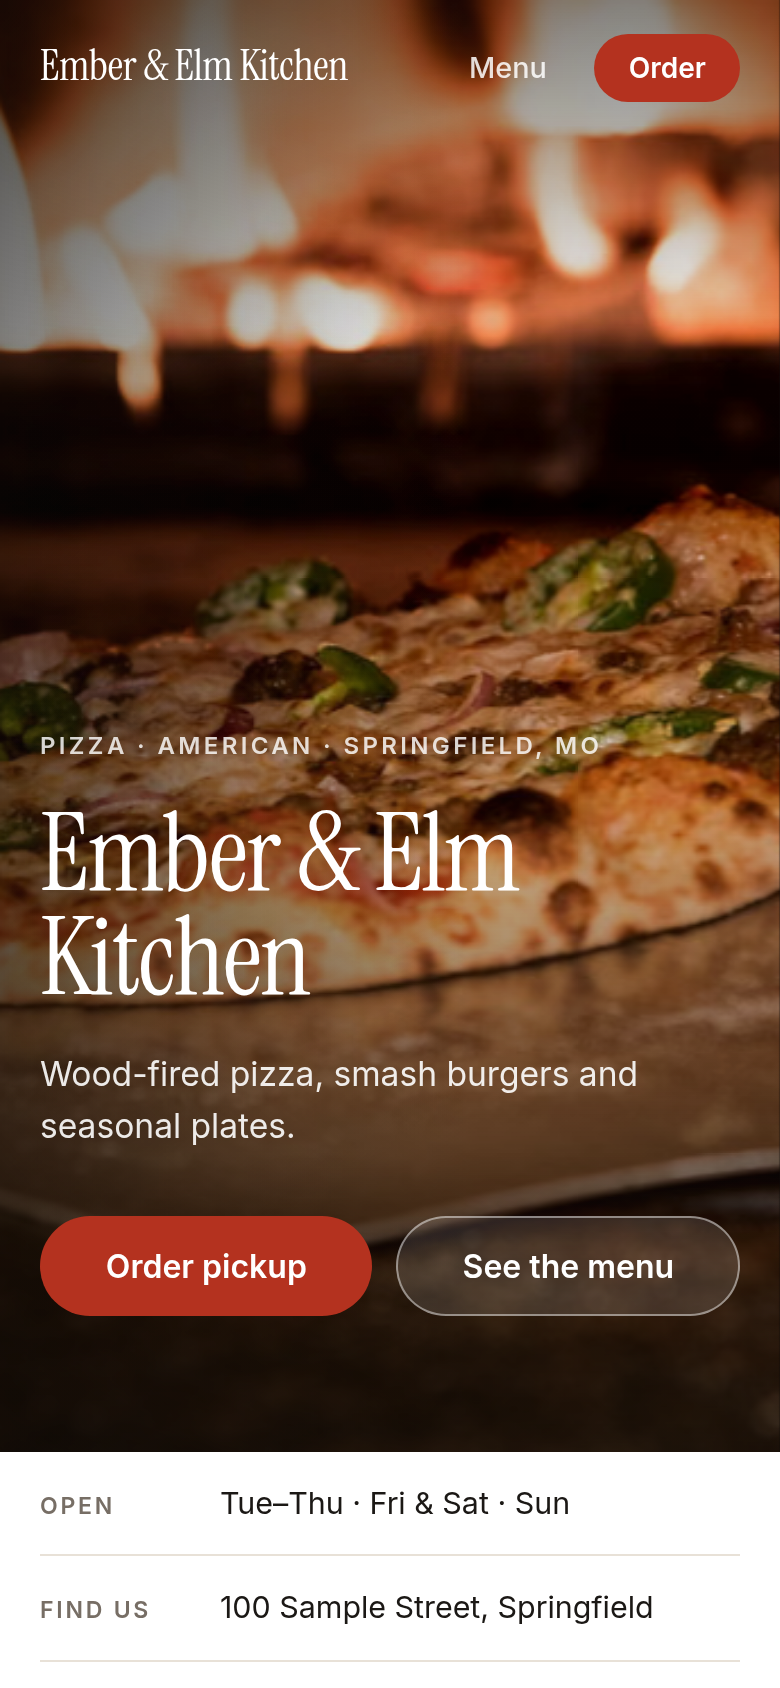 Ember & Elm Kitchen
Menu
Order
PIZZA · AMERICAN · SPRINGFIELD, MO
Ember & Elm
Kitchen
Wood-fired pizza, smash burgers and
seasonal plates.
Order pickup
See the menu
OPEN
Tue–Thu · Fri & Sat · Sun
FIND US
100 Sample Street, Springfield